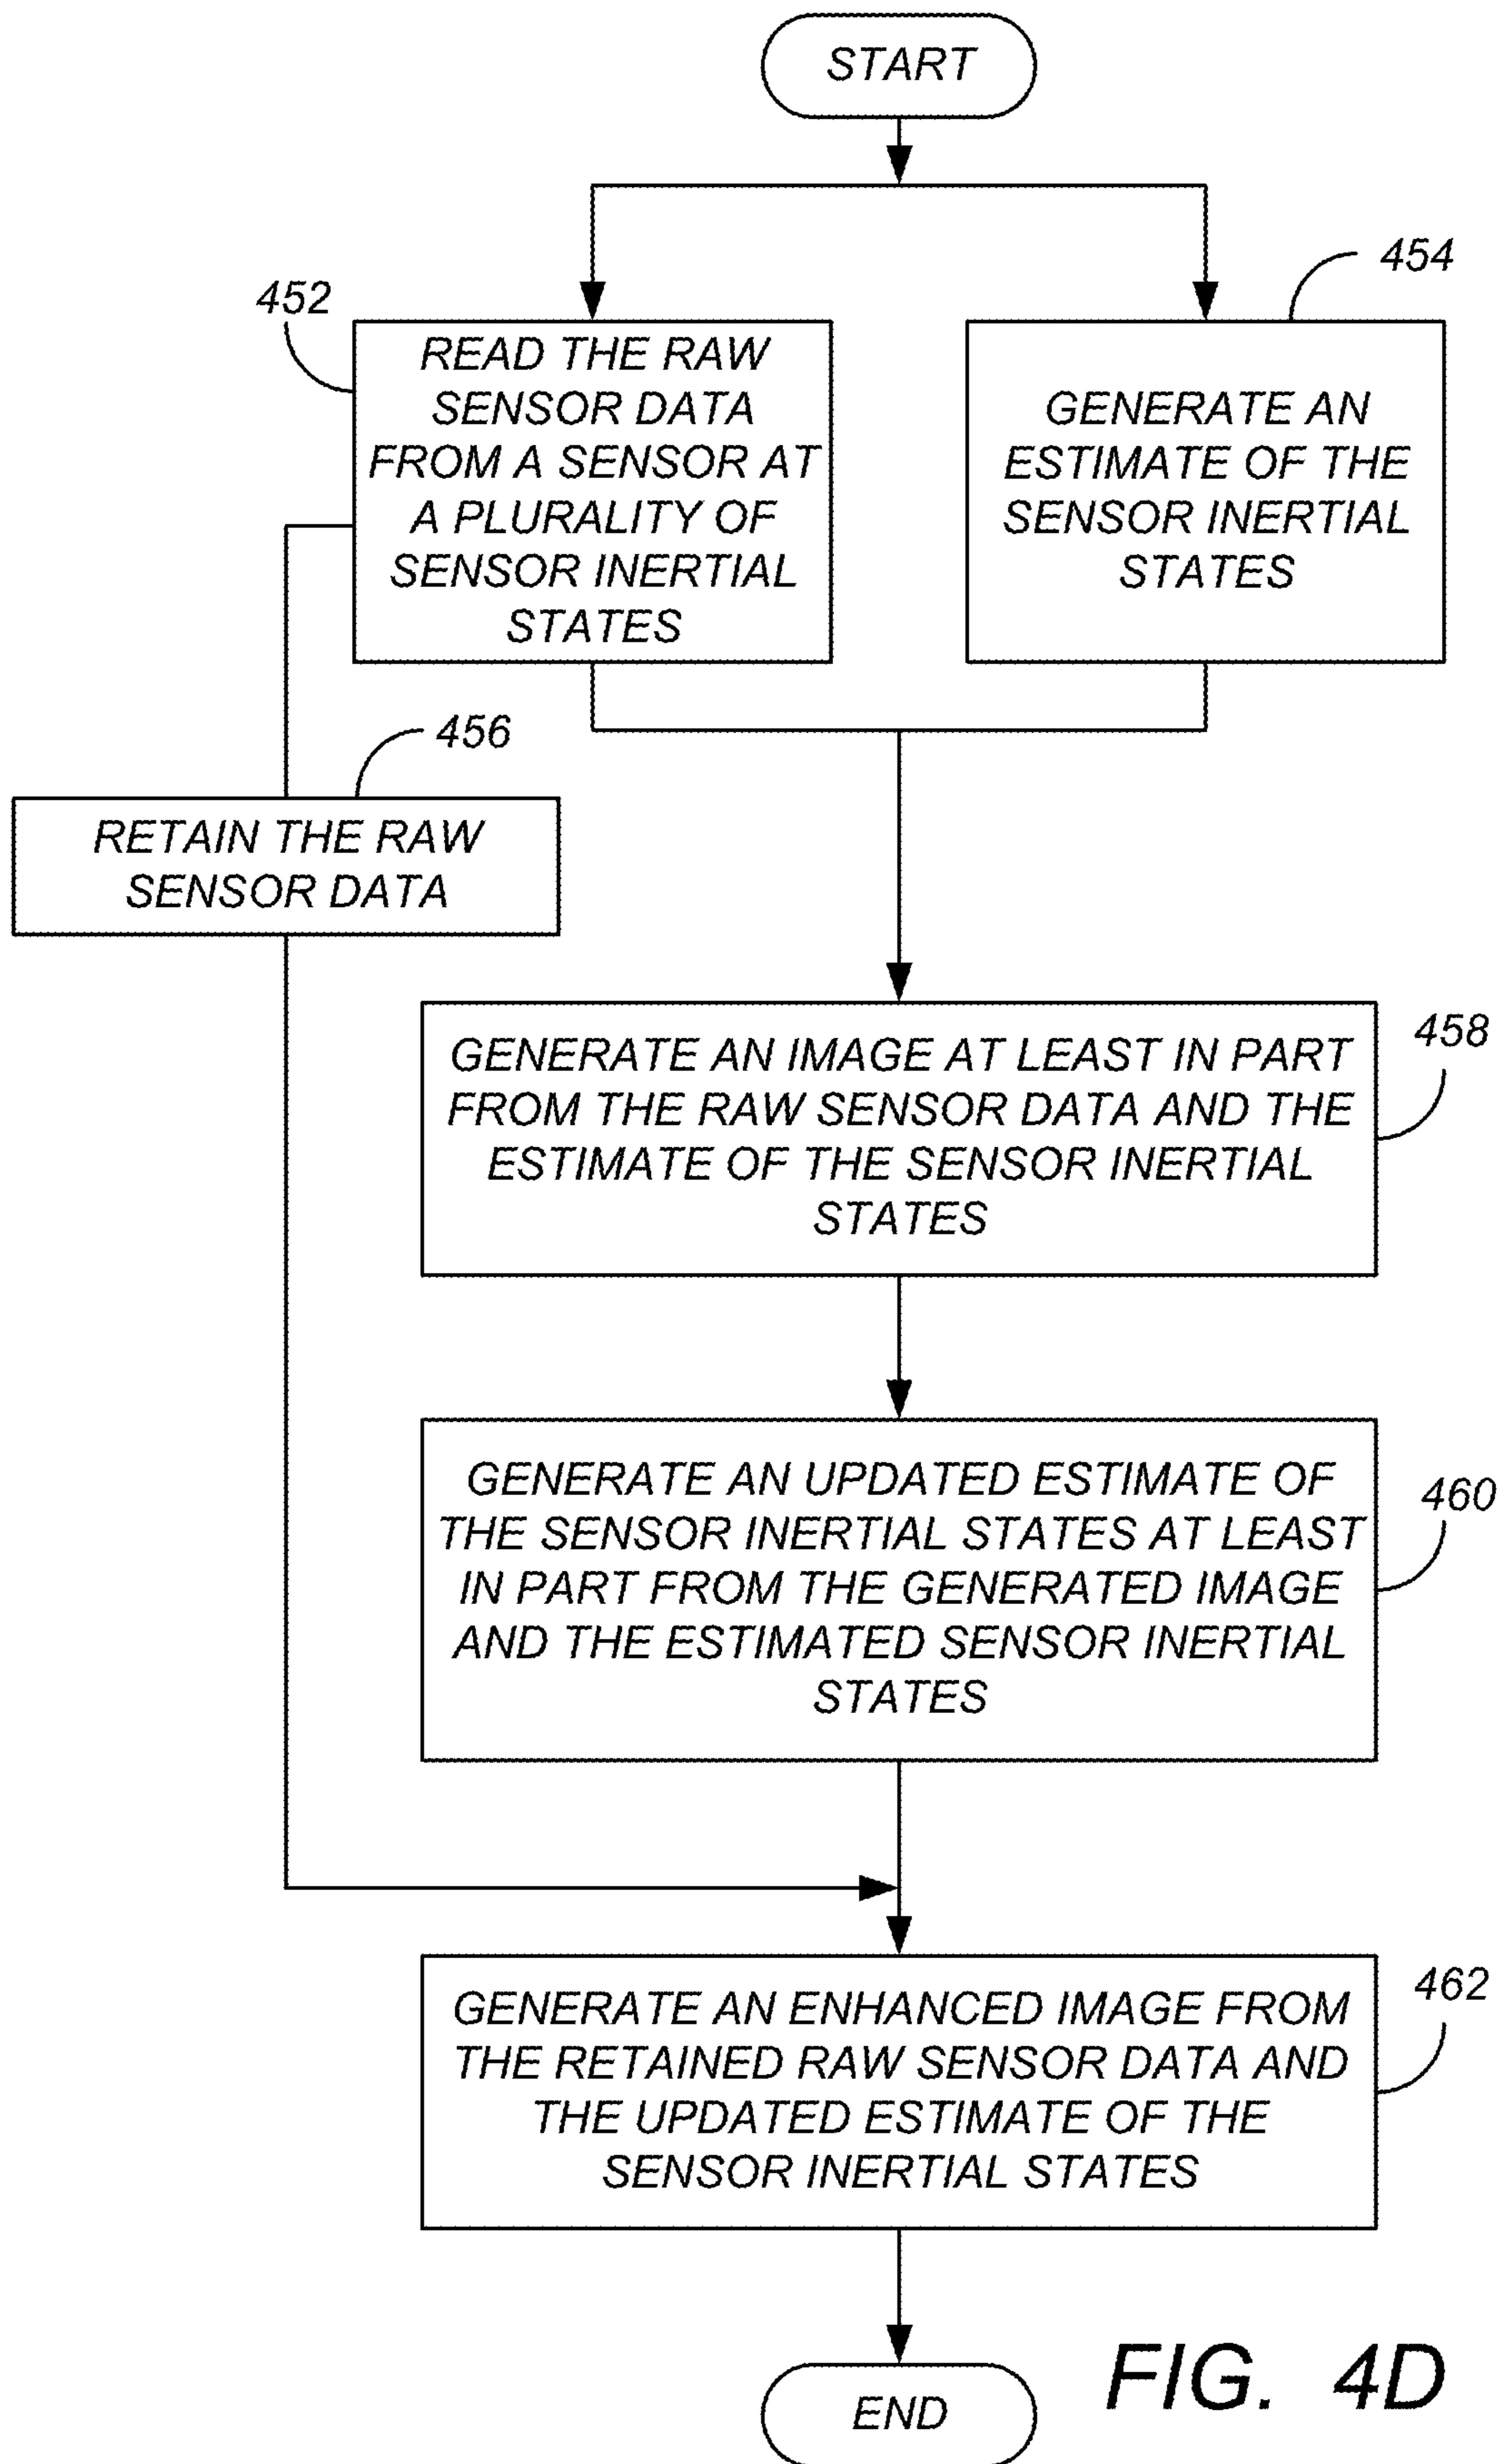 START
452
READ THE RAW
SENSOR DATA
FROM A SENSOR AT
A PLURALITY OF
SENSOR INERTIAL
STATES
454
GENERATE AN
ESTIMATE OF THE
SENSOR INERTIAL
STATES
456
RETAIN THE RAW
SENSOR DATA
458
GENERATE AN IMAGE AT LEAST IN PART
FROM THE RAW SENSOR DATA AND THE
ESTIMATE OF THE SENSOR INERTIAL
STATES
460
GENERATE AN UPDATED ESTIMATE OF
THE SENSOR INERTIAL STATES AT LEAST
IN PART FROM THE GENERATED IMAGE
AND THE ESTIMATED SENSOR INERTIAL
STATES
462
GENERATE AN ENHANCED IMAGE FROM
THE RETAINED RAW SENSOR DATA AND
THE UPDATED ESTIMATE OF THE
SENSOR INERTIAL STATES
END
FIG. 4D